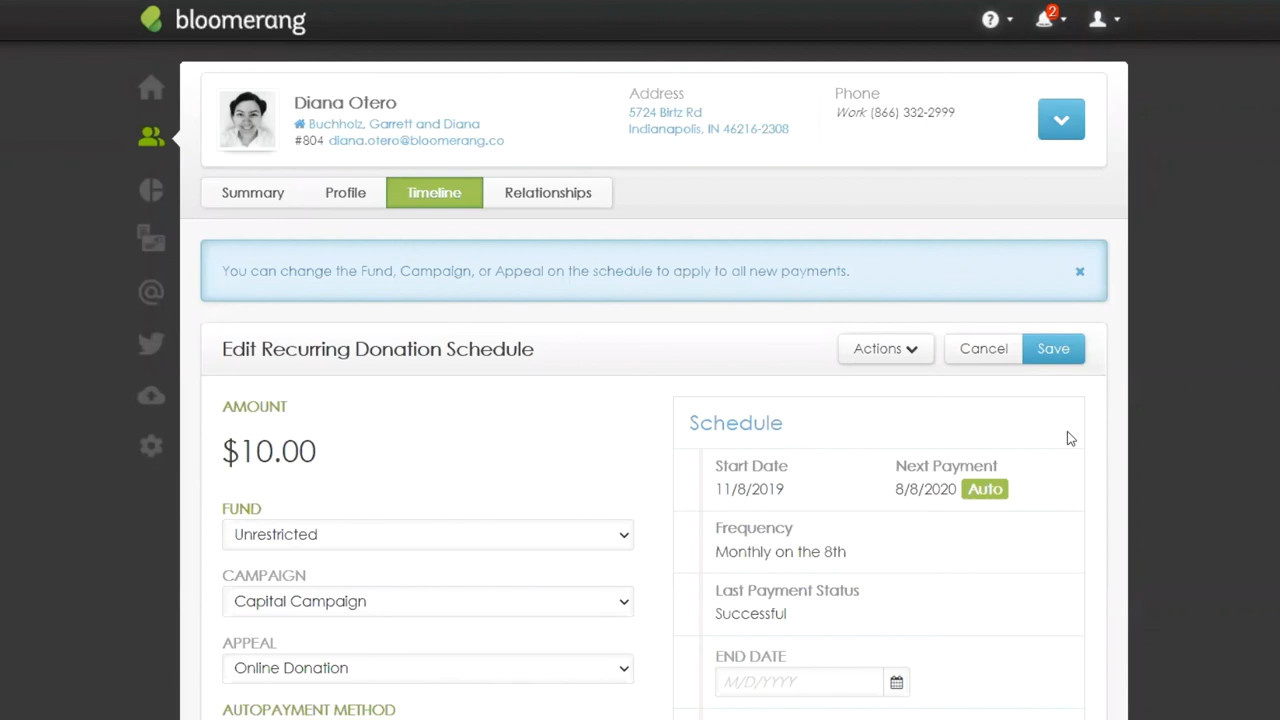 bloomerang
2
Diana Otero
Buchholz, Garrett and Diana
#804 diana.otero@bloomerang.co
Address
5724 Birtz Rd
Indianapolis, IN 46216-2308
Phone
Work (866) 332-2999
Summary
Profile
Timeline
Relationships
You can change the Fund, Campaign, or Appeal on the schedule to apply to all new payments.
Edit Recurring Donation Schedule
Actions
Cancel
Save
AMOUNT
$10.00
FUND
Unrestricted
CAMPAIGN
Capital Campaign
APPEAL
Online Donation
AUTOPAYMENT METHOD
Schedule
Start Date
11/8/2019
Next Payment
8/8/2020 Auto
Frequency
Monthly on the 8th
Last Payment Status
Successful
END DATE
M/D/YYYY